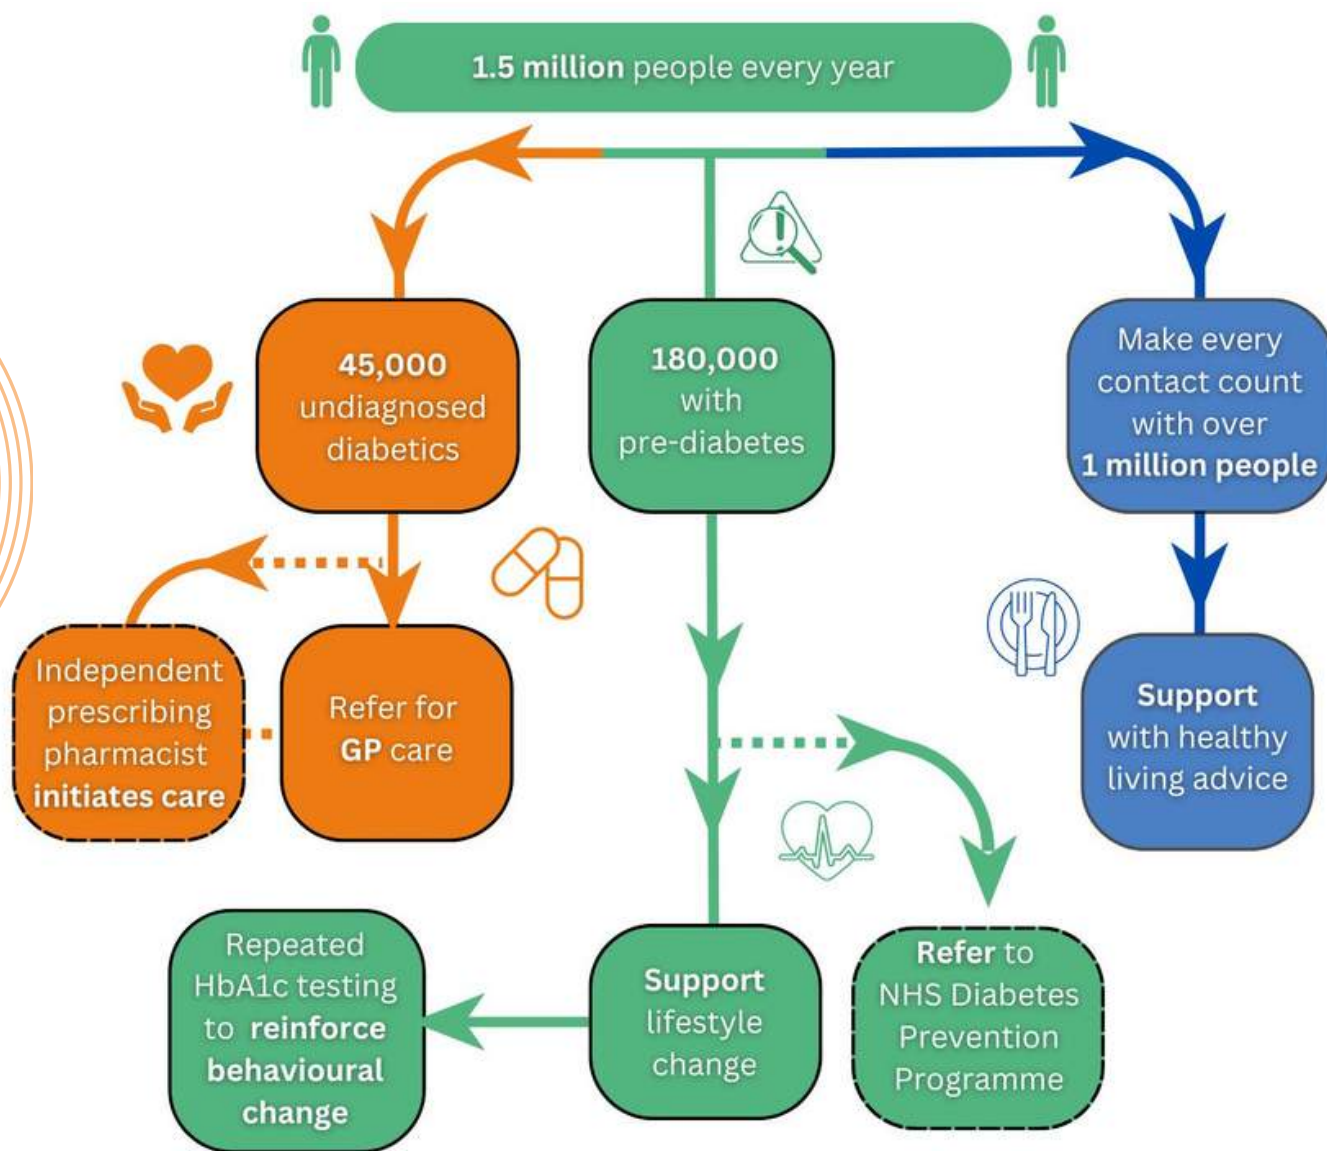 1.5 million people every year
45,000
undiagnosed
diabetics
180,000
with
pre-diabetes
Make every
contact count
with over
1 million people
Independent
prescribing
pharmacist
initiates care
Refer for
GP care
Support
with healthy
living advice
Repeated
HbA1c testing
to reinforce
behavioural
change
Support
lifestyle
change
Refer to
NHS Diabetes
Prevention
Programme